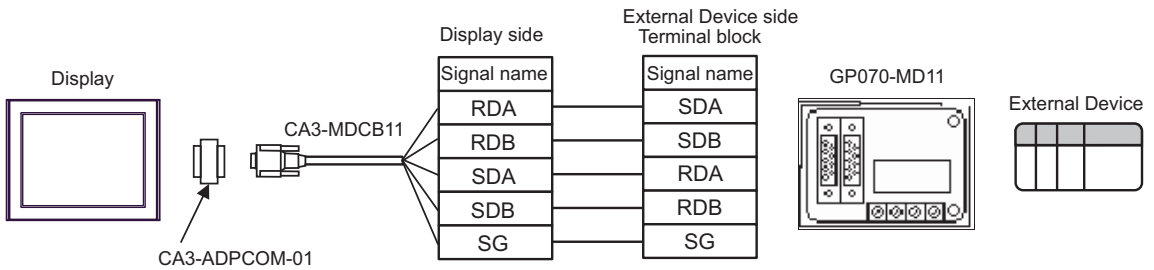 External Device side
Display side
Terminal block
Display
Signal name
Signal name
GP070-MD11
External Device
RDA
SDA
CA3-MDCB11
RDB
SDB
SDA
RDA
SDB
RDB
SG
SG
CA3-ADPCOM-01